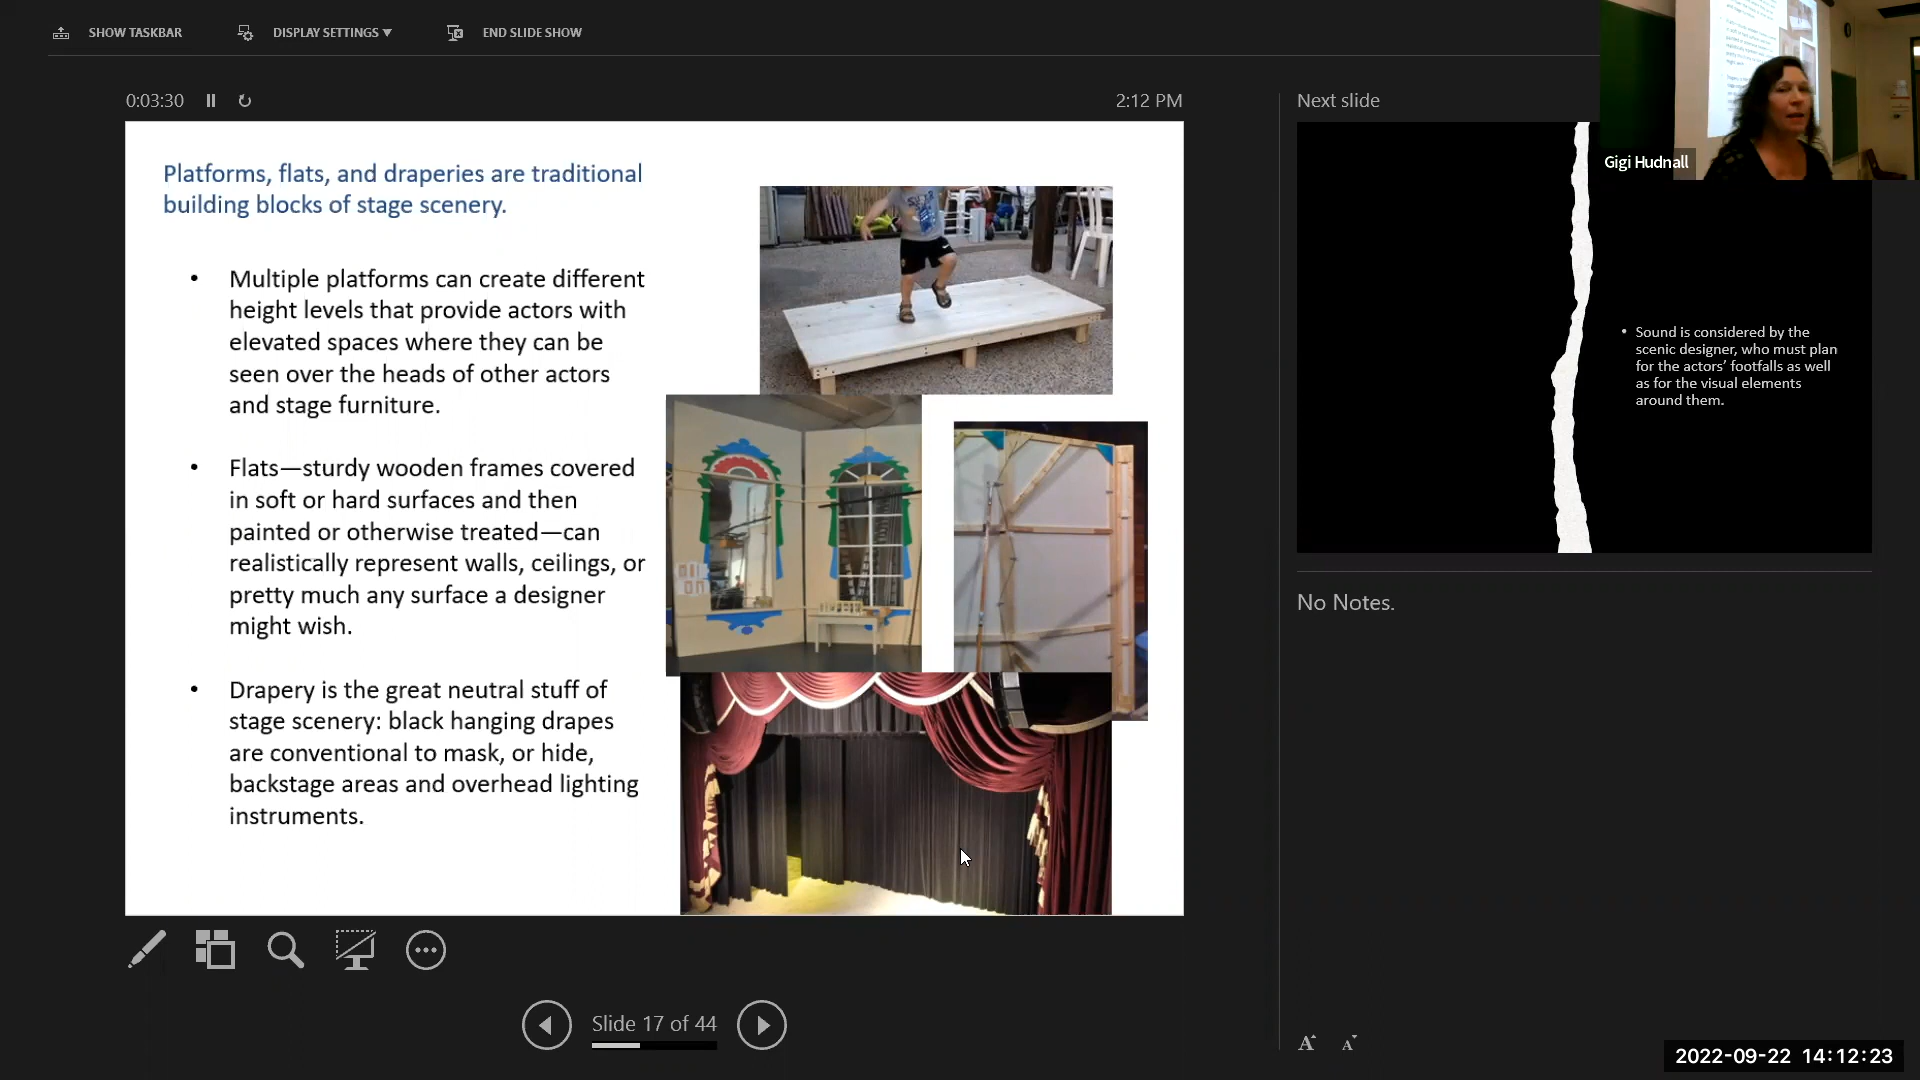 SHOW TASKBAR
DISPLAY SETTINGS ▼
END SLIDE SHOW
0:03:30
2:12 PM
Platforms, flats, and draperies are traditional
building blocks of stage scenery.
• Multiple platforms can create different
height levels that provide actors with
elevated spaces where they can be
seen over the heads of other actors
and stage furniture.
• Flats—sturdy wooden frames covered
in soft or hard surfaces and then
painted or otherwise treated—can
realistically represent walls, ceilings, or
pretty much any surface a designer
might wish.
• Drapery is the great neutral stuff of
stage scenery: black hanging drapes
are conventional to mask, or hide,
backstage areas and overhead lighting
instruments.
Slide 17 of 44
Next slide
Gigi Hudnall
• Sound is considered by the
scenic designer, who must plan
for the actors’ footfalls as well
as for the visual elements
around them.
No Notes.
A A
2022-09-22 14:12:23